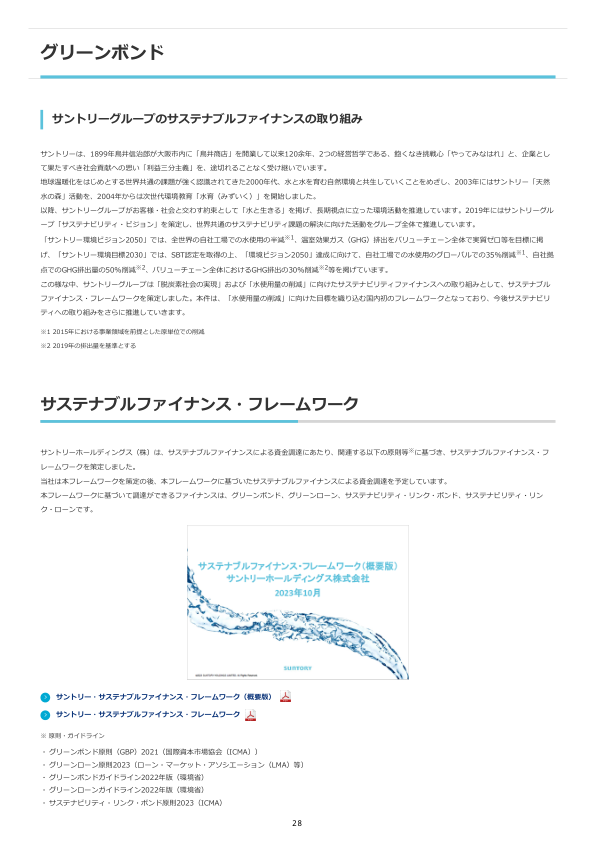 グリーンボンド
サントリーグループのサステナブルファイナンスの取り組み
サントリーは、1899年鳥井信治郎が大阪市内に「鳥井商店」を開業して以来120余年、2つの経営哲学である、飽くなき挑戦心「やってみなはれ」と、企業とし
て果たすべき社会貢献への思い「利益三分主義」を、途切れることなく受け継いでいます。
地球温暖化をはじめとする世界共通の課題が強く認識されてきた2000年代、水と水を育む自然環境と共生していくことをめざし、2003年にはサントリー「天然
水の森」活動を、2004年からは次世代環境教育「水育（みずいく）」を開始しました。
以降、サントリーグループがお客様・社会と交わす約束として「水と生きる」を掲げ、長期視点に立った環境活動を推進しています。2019年にはサントリーグルー
プ「サステナビリティ・ビジョン」を策定し、世界共通のサステナビリティ課題の解決に向けた活動をグループ全体で推進しています。
「サントリー環境ビジョン2050」では、全世界の自社工場での水使用の半減※1、温室効果ガス（GHG）排出をバリューチェーン全体で実質ゼロ等を目標に掲
げ、「サントリー環境目標2030」では、SBT認定を取得の上、「環境ビジョン2050」達成に向けて、自社工場での水使用のグローバルでの35%削減※1、自社拠
点でのGHG排出量の50%削減※2、バリューチェーン全体におけるGHG排出の30%削減※2等を掲げています。
この様な中、サントリーグループは「脱炭素社会の実現」および「水使用量の削減」に向けたサステナビリティファイナンスへの取り組みとして、サステナブル
ファイナンス・フレームワークを策定しました。本件は、「水使用量の削減」に向けた目標を織り込む国内初のフレームワークとなっており、今後サステナビリ
ティへの取り組みをさらに推進していきます。
※1 2015年における事業領域を前提とした原単位での削減
※2 2019年の排出量を基準とする
サステナブルファイナンス・フレームワーク
サントリーホールディングス（株）は、サステナブルファイナンスによる資金調達にあたり、関連する以下の原則等※に基づき、サステナブルファイナンス・フ
レームワークを策定しました。
当社は本フレームワークを策定の後、本フレームワークに基づいたサステナブルファイナンスによる資金調達を予定しています。
本フレームワークに基づいて調達ができるファイナンスは、グリーンボンド、グリーンローン、サステナビリティ・リンク・ボンド、サステナビリティ・リン
ク・ローンです。
サステナブルファイナンス・フレームワーク（概要版）
サントリーホールディングス株式会社
2023年10月
SUNTORY
サントリー・サステナブルファイナンス・フレームワーク（概要版）
サントリー・サステナブルファイナンス・フレームワーク
※ 原則・ガイドライン
・ グリーンボンド原則（GBP）2021（国際資本市場協会（ICMA））
・ グリーンローン原則2023（ローン・マーケット・アソシエーション（LMA）等）
・ グリーンボンドガイドライン2022年版（環境省）
・ グリーンローンガイドライン2022年版（環境省）
・ サステナビリティ・リンク・ボンド原則2023（ICMA）
28